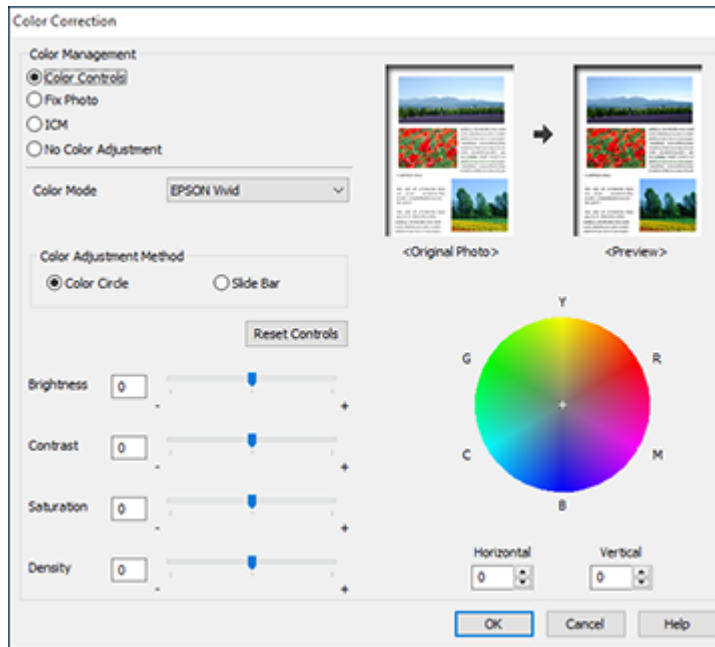 Color Correction
Color Management
Color Controls
Fix Photo
ICM
No Color Adjustment
Color Mode
EPSON Vivid
<Original Photo>
<Preview>
Color Adjustment Method
Color Circle
Slide Bar
Reset Controls
Brightness
0
-
+
Contrast
0
-
+
Saturation
0
-
+
Density
0
-
+
Y
G
R
C
M
B
Horizontal
Vertical
0
0
OK
Cancel
Help